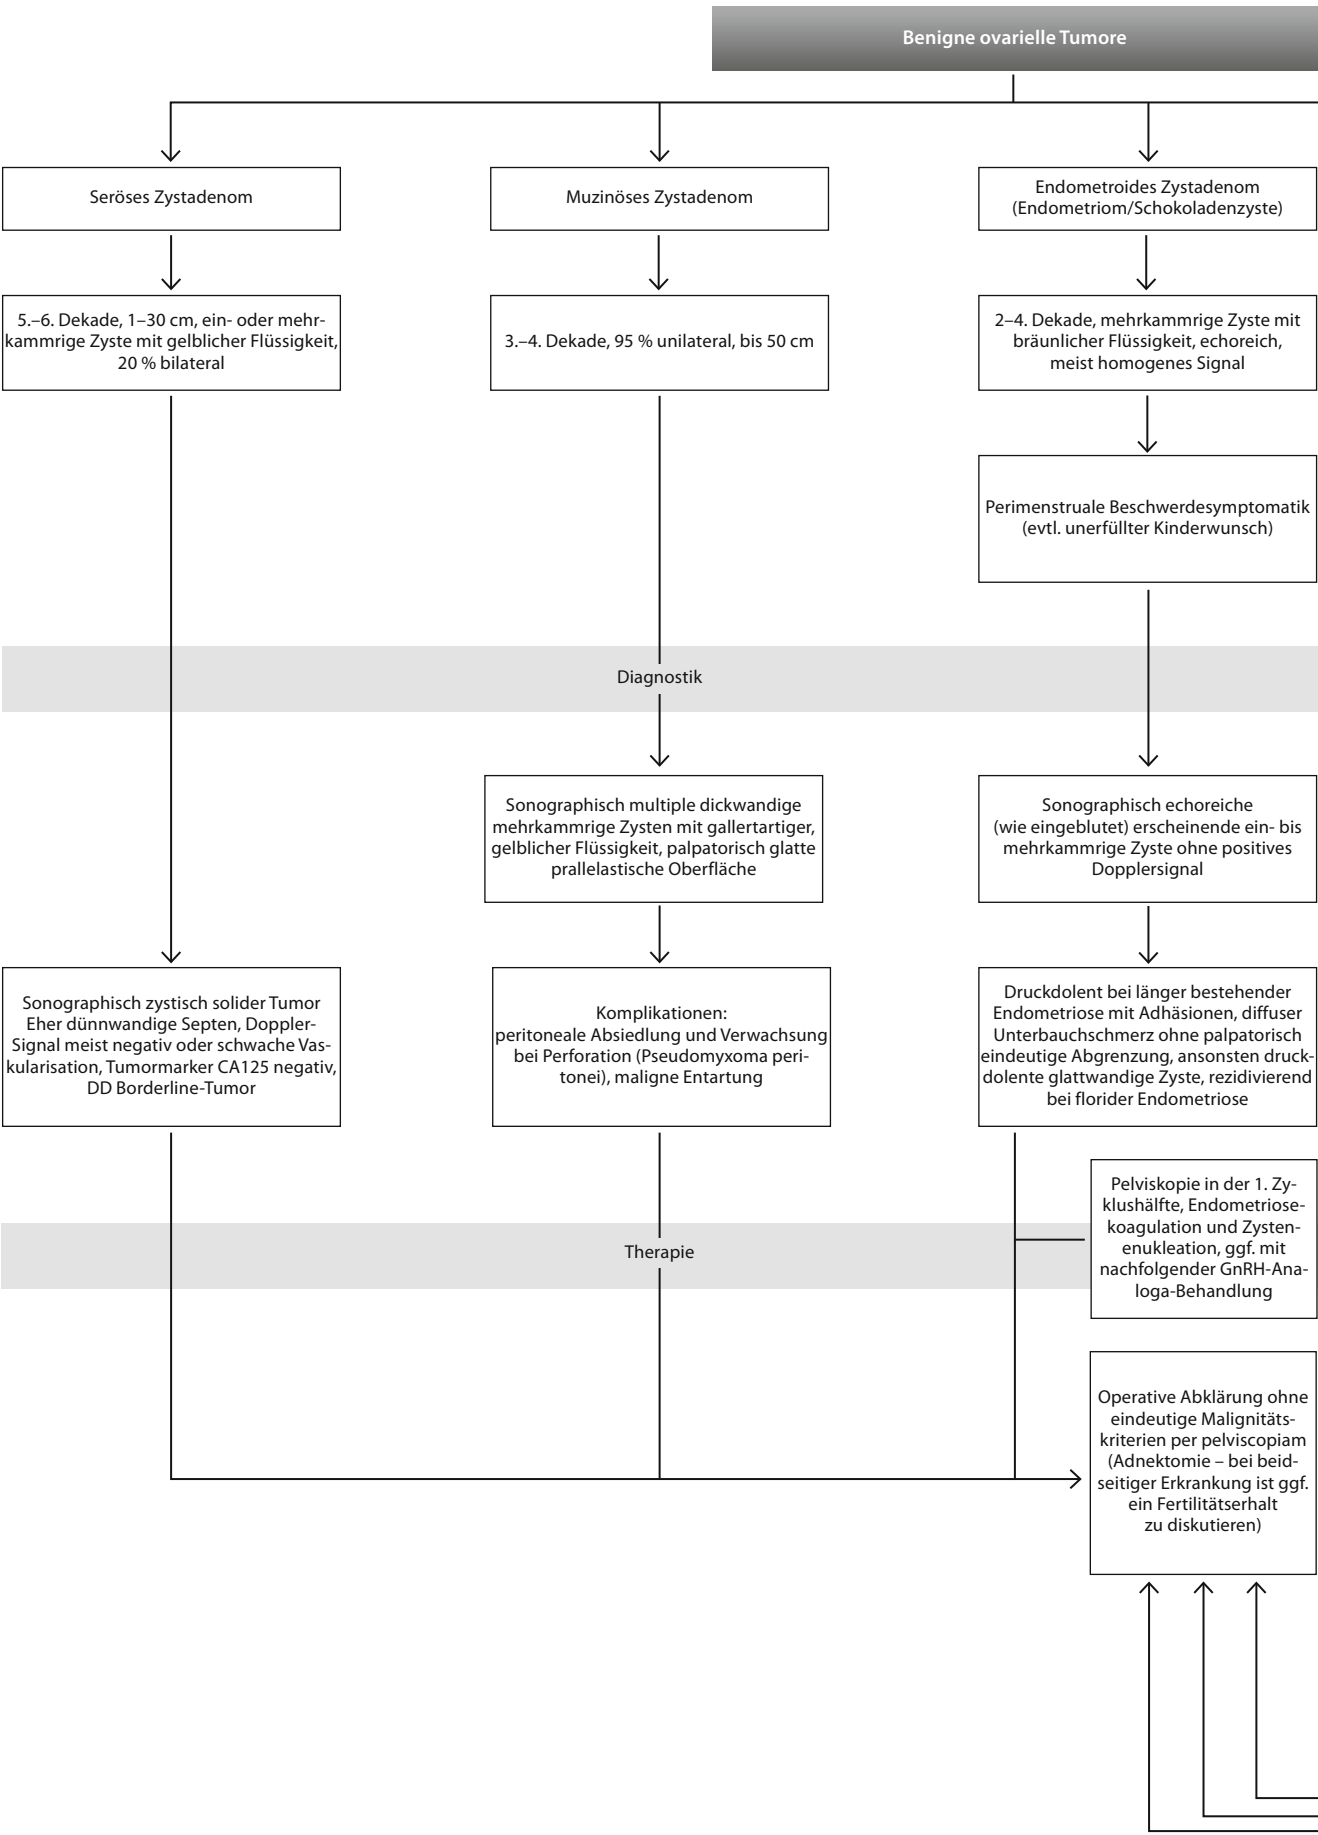 Benigne ovarielle Tumore
Seröses Zystadenom
Muzinöses Zystadenom
Endometroides Zystadenom
(Endometriom/Schokoladenzyste)
5.–6. Dekade, 1–30 cm, ein- oder mehr-
kammrige Zyste mit gelblicher Flüssigkeit,
20 % bilateral
3.–4. Dekade, 95 % unilateral, bis 50 cm
2–4. Dekade, mehrkammrige Zyste mit
bräunlicher Flüssigkeit, echoreich,
meist homogenes Signal
Perimenstruale Beschwerdesymptomatik
(evtl. unerfüllter Kinderwunsch)
Diagnostik
Sonographisch multiple dickwandige
mehrkammrige Zysten mit gallertartiger,
gelblicher Flüssigkeit, palpatorisch glatte
prallelastische Oberfläche
Sonographisch echoreiche
(wie eingeblutet) erscheinende ein- bis
mehrkammrige Zyste ohne positives
Dopplersignal
Sonographisch zystisch solider Tumor
Eher dünnwandige Septen, Doppler-
Signal meist negativ oder schwache Vas-
kularisation, Tumormarker CA125 negativ,
DD Borderline-Tumor
Komplikationen:
peritoneale Absiedlung und Verwachsung
bei Perforation (Pseudomyxoma peri-
tonei), maligne Entartung
Druckdolent bei länger bestehender
Endometriose mit Adhäsionen, diffuser
Unterbauchschmerz ohne palpatorisch
eindeutige Abgrenzung, ansonsten druck-
dolente glattwandige Zyste, rezidivierend
bei florider Endometriose
Pelviskopie in der 1. Zy-
klushälfte, Endometriose-
koagulation und Zysten-
enukleation, ggf. mit
nachfolgender GnRH-Ana-
loga-Behandlung
Therapie
Operative Abklärung ohne
eindeutige Malignitäts-
kriterien per pelviscopiam
(Adnektomie – bei beid-
seitiger Erkrankung ist ggf.
ein Fertilitätserhalt
zu diskutieren)